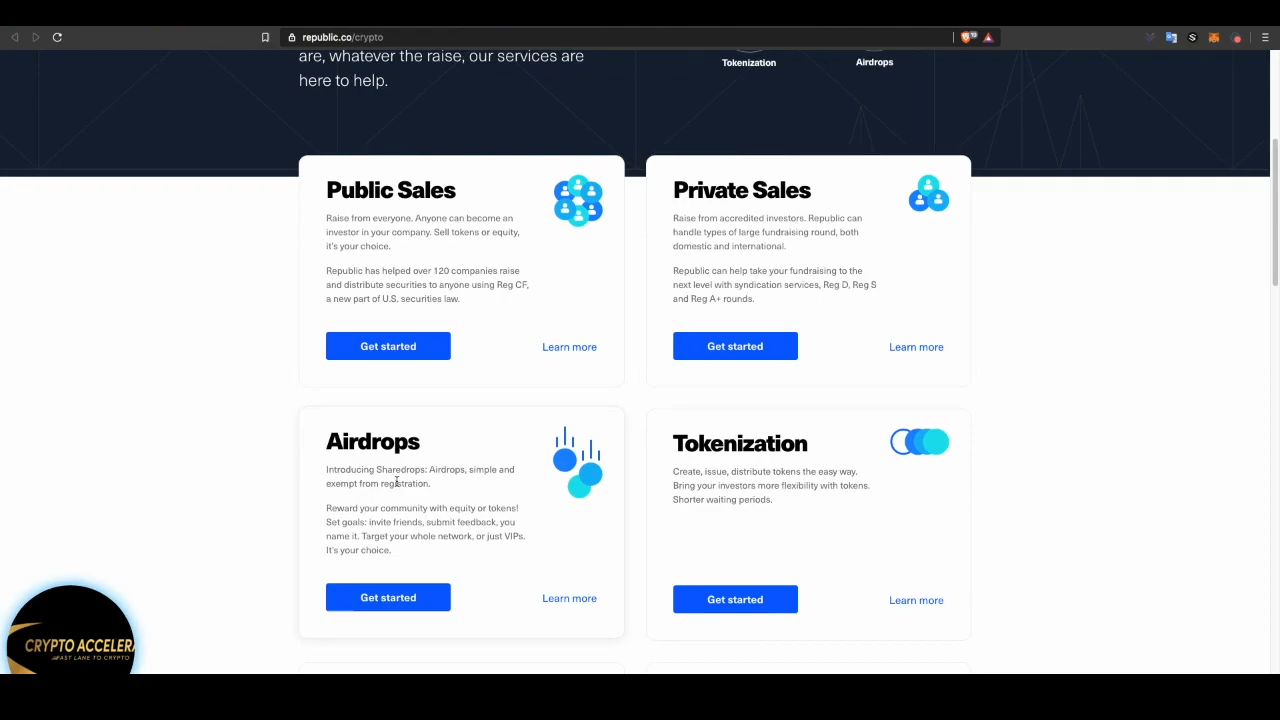 republic.co/crypto
are, whatever the raise, our services are
here to help.
Tokenization
Airdrops
Public Sales
Raise from everyone. Anyone can become an
investor in your company. Sell tokens or equity,
it's your choice.
Republic has helped over 120 companies raise
and distribute securities to anyone using Reg CF,
a new part of U.S. securities law.
Get started
Learn more
Private Sales
Raise from accredited investors. Republic can
handle types of large fundraising round, both
domestic and international.
Republic can help take your fundraising to the
next level with syndication services, Reg D, Reg S
and Reg A+ rounds.
Get started
Learn more
Airdrops
Introducing Sharedrops: Airdrops, simple and
exempt from registration.
Reward your community with equity or tokens!
Set goals: invite friends, submit feedback, you
name it. Target your whole network, or just VIPs.
It's your choice.
Get started
Learn more
Tokenization
Create, issue, distribute tokens the easy way.
Bring your investors more flexibility with tokens.
Shorter waiting periods.
Get started
Learn more
CRYPTO ACCELERA
FAST LANE TO CRYPTO